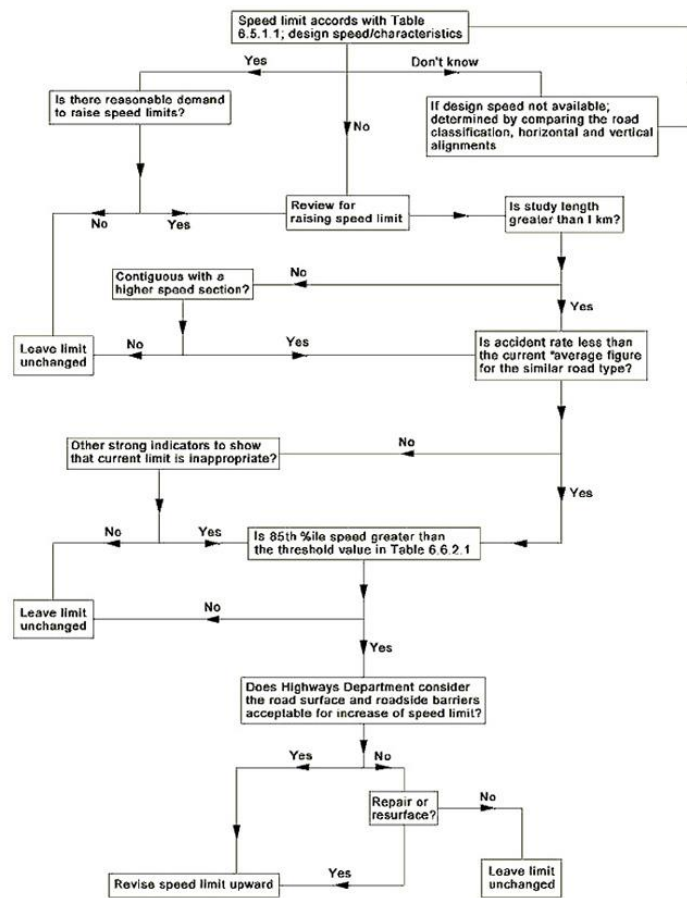 Speed limit accords with Table
6.5.1.1; design speed/characteristics
Yes
Don't know
Is there reasonable demand
to raise speed limits?
No
If design speed not available;
determined by comparing the road
classification, horizontal and vertical
alignments
No
Yes
Review for
raising speed limit
Is study length
greater than I km?
Contiguous with a
higher speed section?
No
Yes
Leave limit
unchanged
No
Yes
Is accident rate less than
the current *average figure
for the similar road type?
Other strong indicators to show
that current limit is inappropriate?
No
Yes
No
Yes
Is 85th %ile speed greater than
the threshold value in Table 6.6.2.1
Leave limit
unchanged
No
Yes
Does Highways Department consider
the road surface and roadside barriers
acceptable for increase of speed limit?
Yes
No
Repair or
resurface?
No
Yes
Revise speed limit upward
Leave limit
unchanged